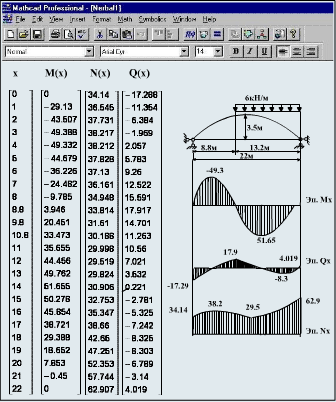 Mathcad Professional - [Nerbal1]
File Edit View Insert Format Math Symbolics Window Help
Normal Arial Cyr 14 B I U
x M(x) N(x) Q(x)
0 0 34.14 −17.288
1 −29.13 36.545 −11.354
2 −43.507 37.731 −6.384
3 −49.388 38.217 −1.969
4 −49.332 38.212 2.057
5 −44.679 37.828 5.783
6 −36.226 37.13 9.26
7 −24.482 36.161 12.522
8 −9.785 34.948 15.591
8.8 3.946 33.814 17.917
9.8 20.451 31.51 14.701
10.8 33.473 30.186 11.263
11 35.655 29.998 10.56
12 44.456 29.519 7.021
13 49.762 29.824 3.632
14 51.655 30.906 0.221
15 50.278 32.753 −2.781
16 45.854 35.347 −5.325
17 38.721 38.66 −7.242
18 29.388 42.66 −8.325
19 18.652 47.251 −8.303
20 7.853 52.353 −6.789
21 −0.45 57.744 −3.14
22 0 62.907 4.019
6кН/м
3.5м
8.8м 13.2м
22м
-49.3
Эп. Mx
51.65
17.9 4.019 Эп. Qx
-17.29 -8.3
34.14 38.2 29.5 62.9
Эп. Nx